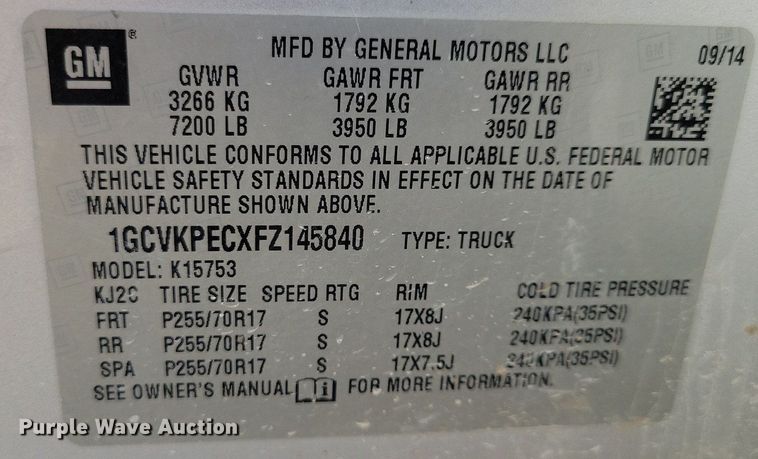 GM ®
MFD BY GENERAL MOTORS LLC 09/14
GVWR GAWR FRT GAWR RR
3266 KG 1792 KG 1792 KG
7200 LB 3950 LB 3950 LB
THIS VEHICLE CONFORMS TO ALL APPLICABLE U.S. FEDERAL MOTOR
VEHICLE SAFETY STANDARDS IN EFFECT ON THE DATE OF
MANUFACTURE SHOWN ABOVE.
1GCVKPECXFZ145840 TYPE: TRUCK
MODEL: K15753
KJ2C TIRE SIZE SPEED RTG RIM COLD TIRE PRESSURE
FRT P255/70R17 S 17X8J 240KPA(35PSI)
RR P255/70R17 S 17X8J 240KPA(35PSI)
SPA P255/70R17 S 17X7.5J 240KPA(35PSI)
SEE OWNER'S MANUAL FOR MORE INFORMATION.
Purple Wave Auction